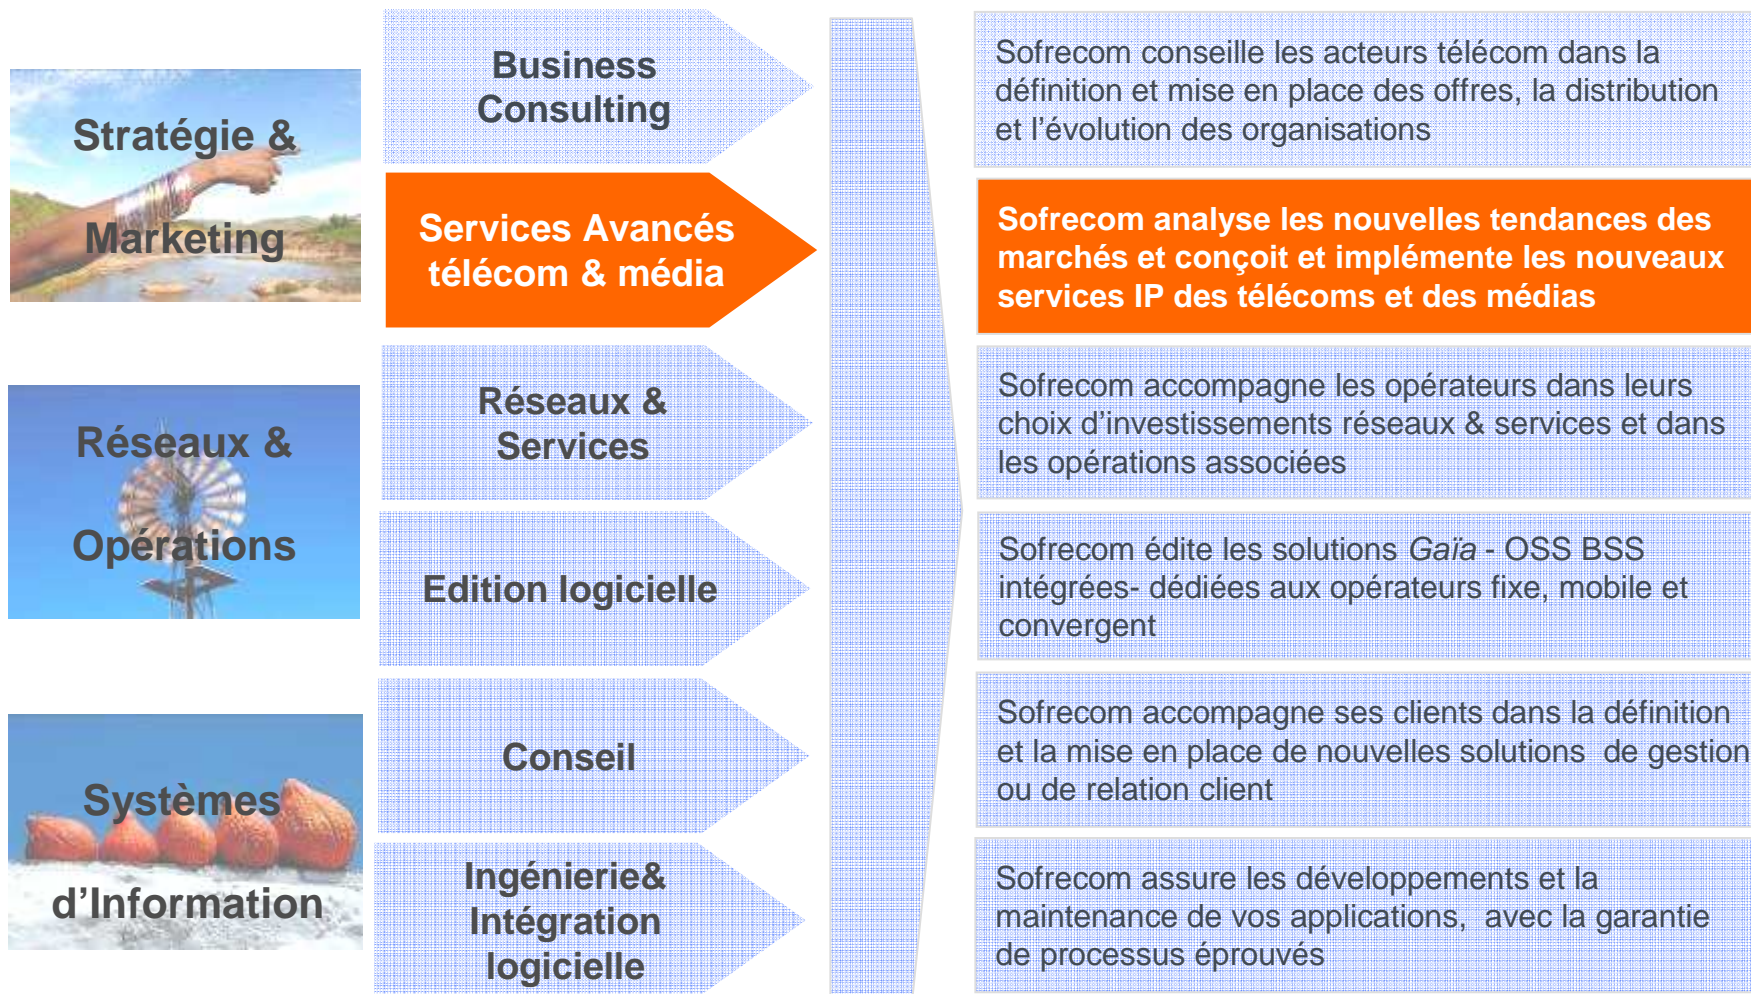 Stratégie &
Marketing
Business
Consulting
Sofrecom conseille les acteurs télécom dans la
définition et mise en place des offres, la distribution
et l’évolution des organisations
Services Avancés
télécom & média
Sofrecom analyse les nouvelles tendances des
marchés et conçoit et implémente les nouveaux
services IP des télécoms et des médias
Réseaux &
Opérations
Réseaux &
Services
Sofrecom accompagne les opérateurs dans leurs
choix d’investissements réseaux & services et dans
les opérations associées
Edition logicielle
Sofrecom édite les solutions Gaïa - OSS BSS
intégrées- dédiées aux opérateurs fixe, mobile et
convergent
Systèmes
d’Information
Conseil
Sofrecom accompagne ses clients dans la définition
et la mise en place de nouvelles solutions  de gestion
ou de relation client
Ingénierie&
Intégration
logicielle
Sofrecom assure les développements et la
maintenance de vos applications,  avec la garantie
de processus éprouvés